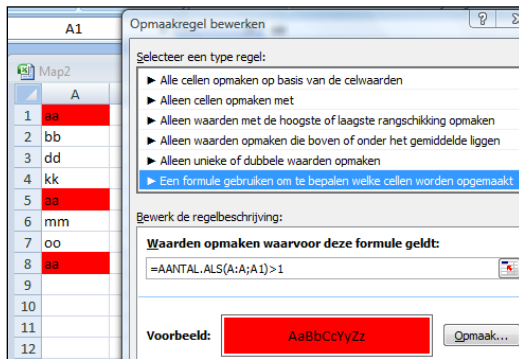 A1
Map2
A
1 aa
2 bb
3 dd
4 kk
5 aa
6 mm
7 oo
8 aa
9
10
11
12
Opmaakregel bewerken
Selecteer een type regel:
► Alle cellen opmaken op basis van de celwaarden
► Alleen cellen opmaken met
► Alleen waarden met de hoogste of laagste rangschikking opmaken
► Alleen waarden opmaken die boven of onder het gemiddelde liggen
► Alleen unieke of dubbele waarden opmaken
► Een formule gebruiken om te bepalen welke cellen worden opgemaakt
Bewerk de regelbeschrijving:
Waarden opmaken waarvoor deze formule geldt:
=AANTAL.ALS(A:A;A1)>1
Voorbeeld:
AaBbCcYyZz
Opmaak...